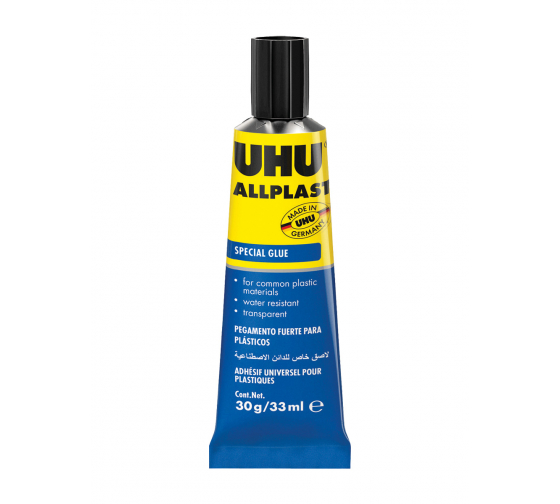 UHU
ALLPLAST
MADE IN
UHU
GERMANY
SPECIAL GLUE
• for common plastic
materials
• water resistant
• transparent
PEGAMENTO FUERTE PARA
PLÁSTICOS
لاصق خاص للدائن الاصطناعية
ADHÉSIF UNIVERSEL POUR
PLASTIQUES
Cont.Net.
30g/33ml ℮